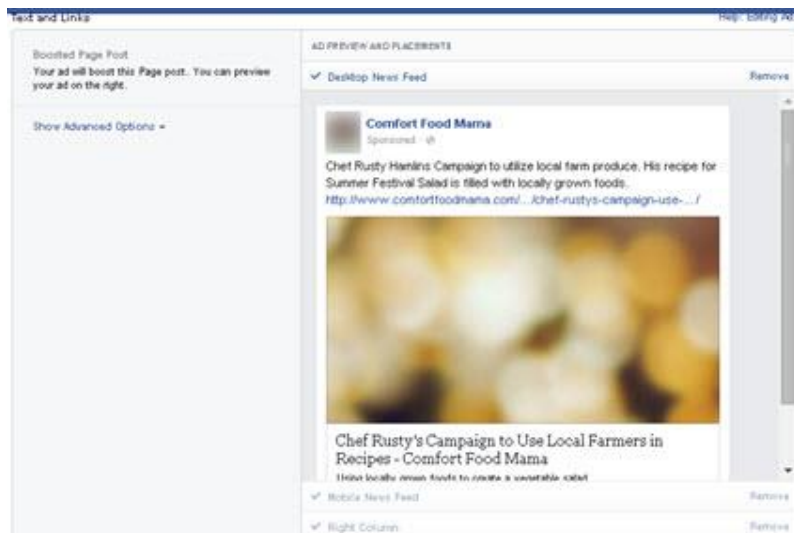 Text and Links
Help: Editing Ad
Boosted Page Post
Your ad will boost this Page post. You can preview
your ad on the right.
Show Advanced Options
AD PREVIEW AND PLACEMENTS
Desktop News Feed
Remove
Comfort Food Mama
Sponsored
Chef Rusty Hamlins Campaign to utilize local farm produce. His recipe for
Summer Festival Salad is filled with locally grown foods.
http://www.comfortfoodmama.com/.../chef-rustys-campaign-use-.../
Chef Rusty's Campaign to Use Local Farmers in
Recipes - Comfort Food Mama
Using locally grown foods to create a vegetable salad
Mobile News Feed
Remove
Right Column
Remove